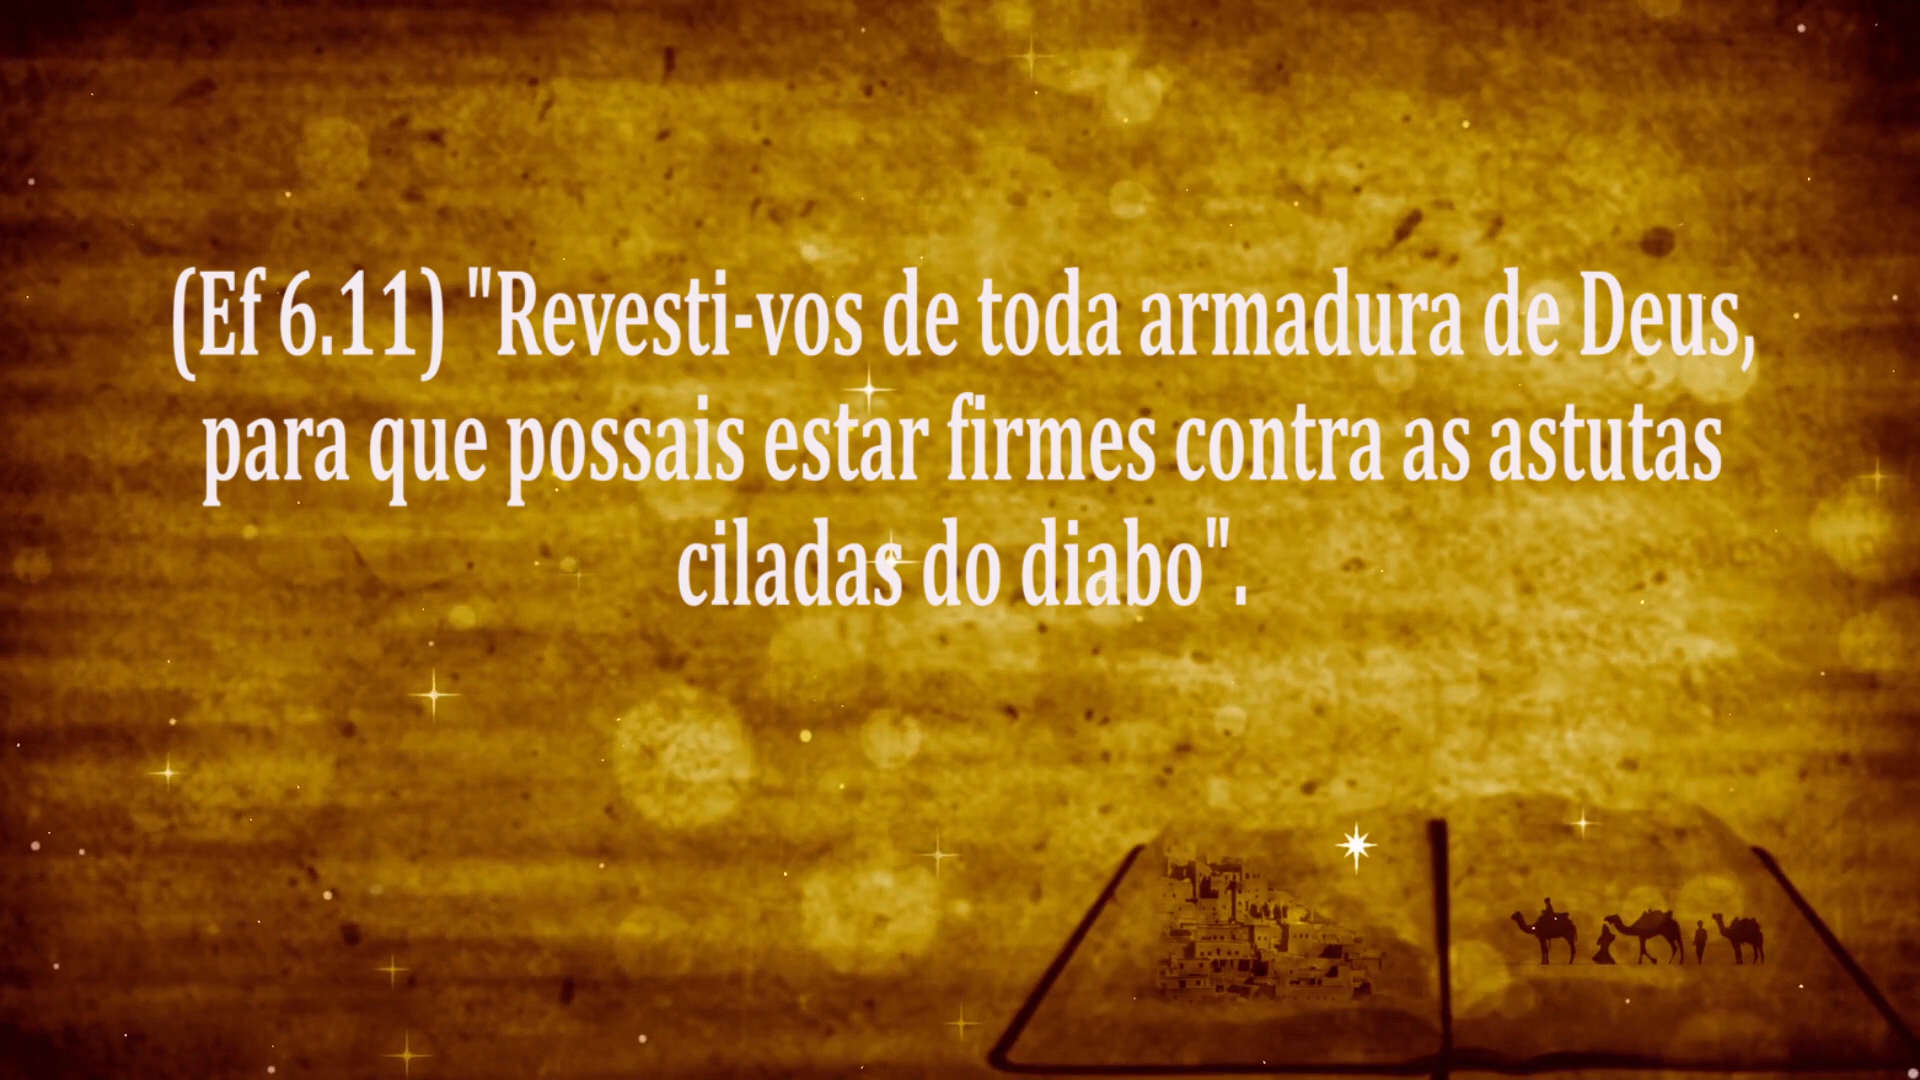 (Ef 6.11) "Revesti-vos de toda armadura de Deus,
para que possais estar firmes contra as astutas
ciladas do diabo".